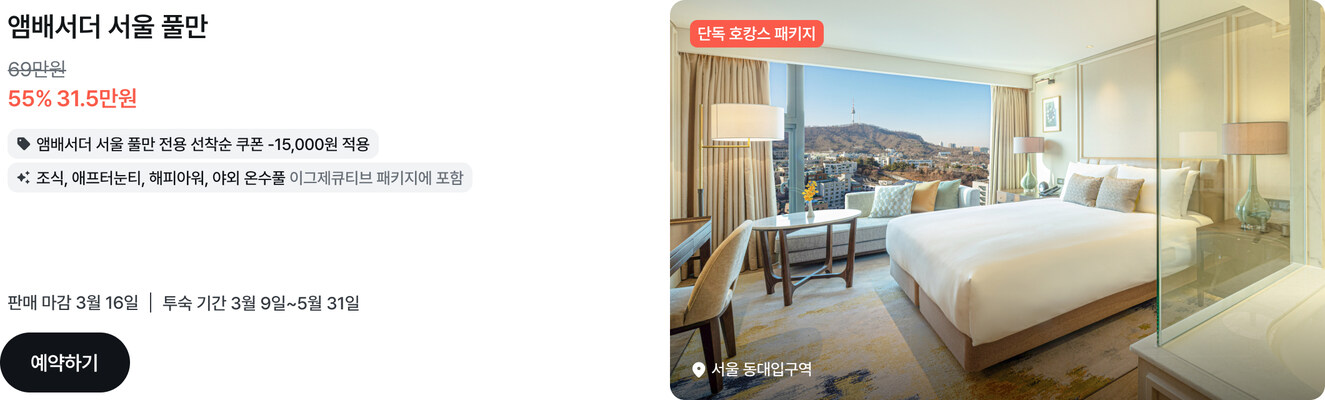 앰배서더 서울 풀만
69만원
55% 31.5만원
앰배서더 서울 풀만 전용 선착순 쿠폰 -15,000원 적용
조식, 애프터눈티, 해피아워, 야외 온수풀 이그제큐티브 패키지에 포함
판매 마감 3월 16일 | 투숙 기간 3월 9일~5월 31일
예약하기
단독 호캉스 패키지
서울 동대입구역